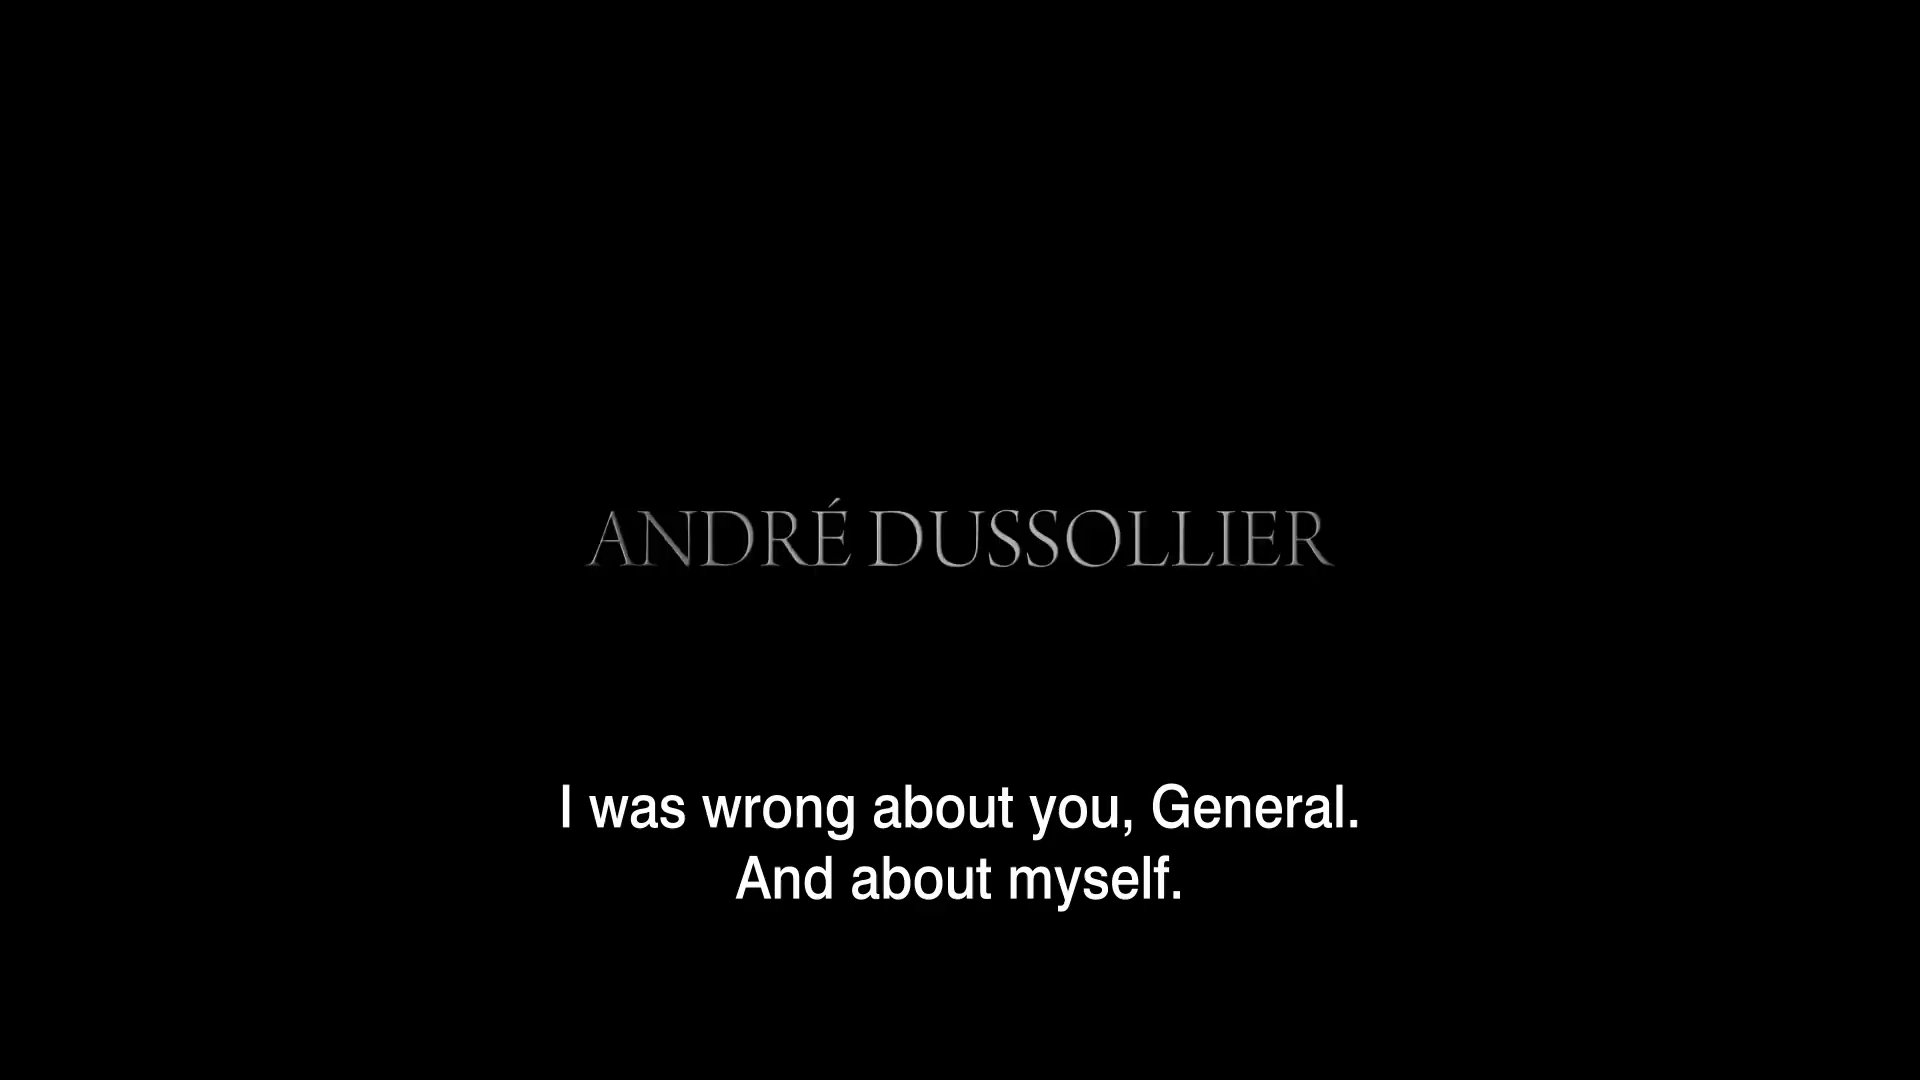 ANDRÉ DUSSOLLIER
I was wrong about you, General.
And about myself.